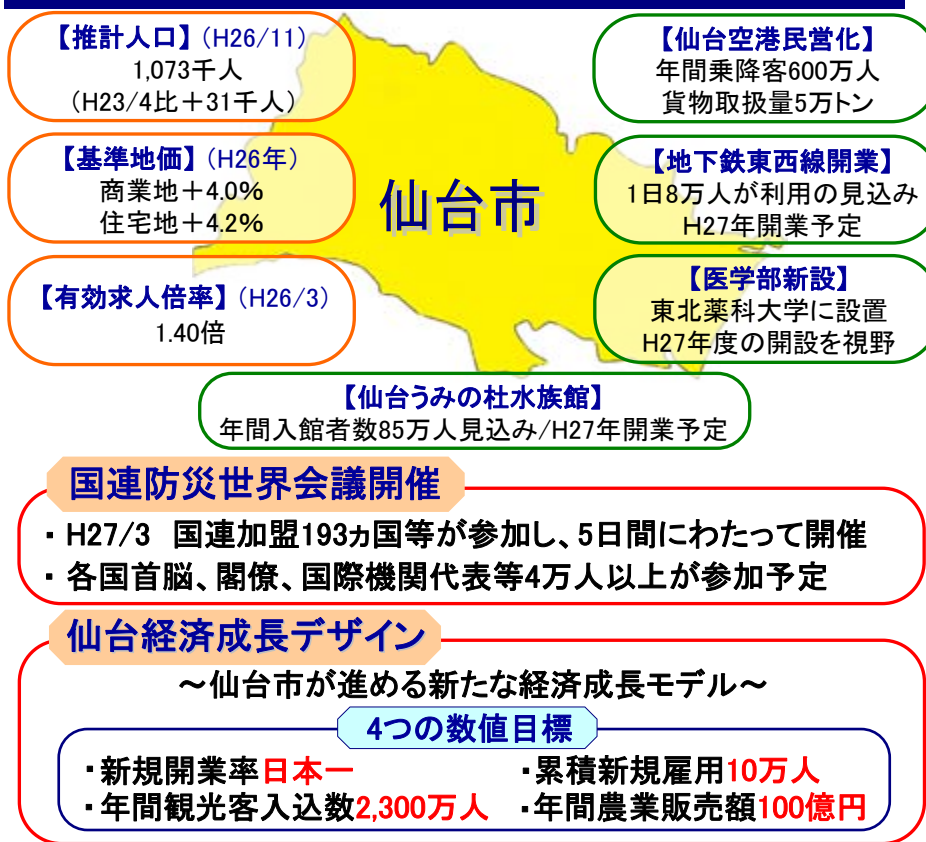 【推計人口】(H26/11)
1,073千人
(H23/4比＋31千人)
【基準地価】(H26年)
商業地＋4.0%
住宅地＋4.2%
【有効求人倍率】(H26/3)
1.40倍
仙台市
【仙台空港民営化】
年間乗降客600万人
貨物取扱量5万トン
【地下鉄東西線開業】
1日8万人が利用の見込み
H27年開業予定
【医学部新設】
東北薬科大学に設置
H27年度の開設を視野
【仙台うみの杜水族館】
年間入館者数85万人見込み/H27年開業予定
国連防災世界会議開催
・H27/3　国連加盟193ヵ国等が参加し、5日間にわたって開催
・各国首脳、閣僚、国際機関代表等4万人以上が参加予定
仙台経済成長デザイン
～仙台市が進める新たな経済成長モデル～
4つの数値目標
・新規開業率日本一
・累積新規雇用10万人
・年間観光客入込数2,300万人
・年間農業販売額100億円